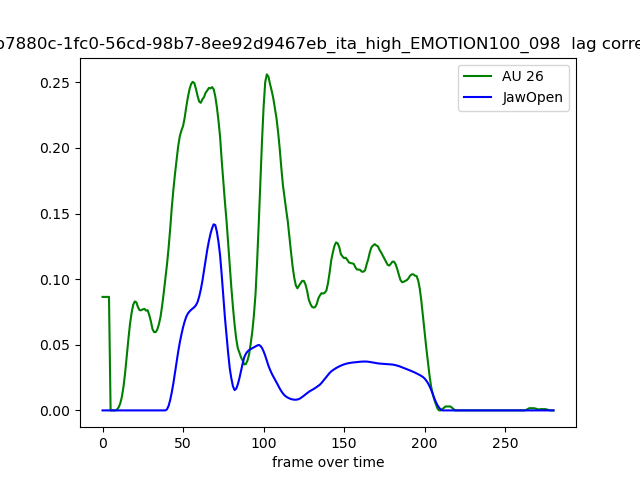 b7880c-1fc0-56cd-98b7-8ee92d9467eb_ita_high_EMOTION100_098 lag corre
AU 26
JawOpen
0.25
0.20
0.15
0.10
0.05
0.00
0 50 100 150 200 250
frame over time